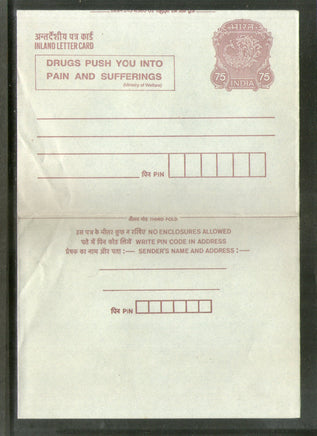 अन्तर्देशीय पत्र कार्ड
INLAND LETTER CARD
भारत
75 75
INDIA
DRUGS PUSH YOU INTO
PAIN AND SUFFERINGS
(Ministry of Welfare)
पिन PIN
तीसरा मोड़ THIRD FOLD
इस पत्र के भीतर कुछ न रखिए NO ENCLOSURES ALLOWED
पते में पिन कोड लिखें WRITE PIN CODE IN ADDRESS
प्रेषक का नाम और पता :— SENDER'S NAME AND ADDRESS :—
पिन PIN